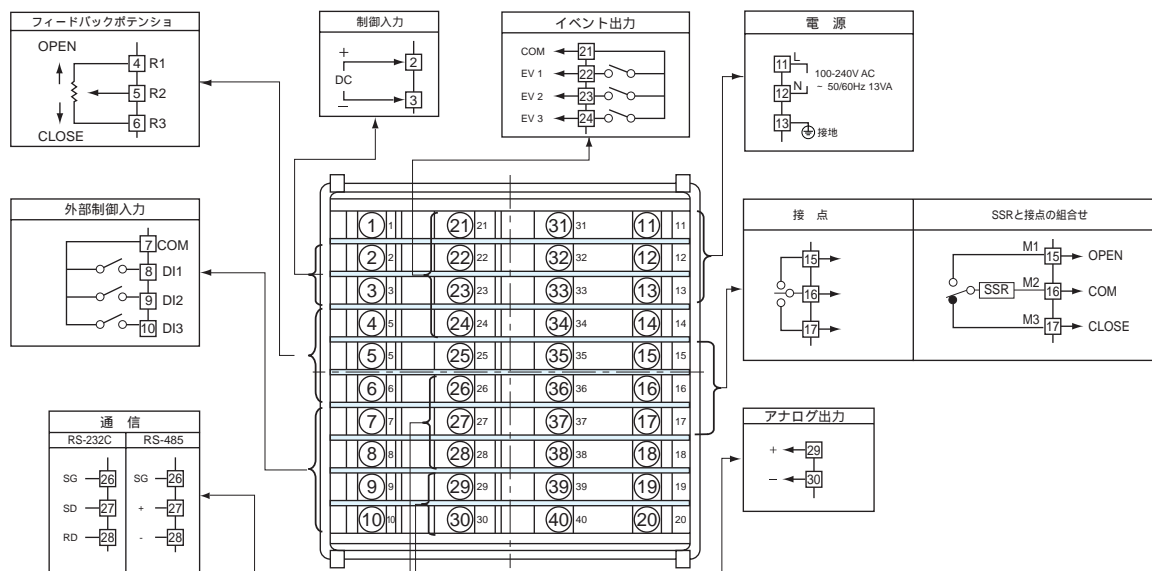 フィードバックポテンショ
OPEN
4 R1
5 R2
6 R3
CLOSE
制御入力
+
2
DC
3
−
イベント出力
COM 21
EV 1 22
EV 2 23
EV 3 24
電 源
11 L
100-240V AC
12 N
~ 50/60Hz 13VA
13
接地
外部制御入力
7 COM
8 DI1
9 DI2
10 DI3
1 1 21 21 31 31 11 11
2 2 22 22 32 32 12 12
3 3 23 23 33 33 13 13
4 5 24 24 34 34 14 14
5 5 25 25 35 35 15 15
6 6 26 26 36 36 16 16
7 7 27 27 37 37 17 17
8 8 28 28 38 38 18 18
9 9 29 29 39 39 19 19
10 10 30 30 40 40 20 20
接 点
15
16
17
SSRと接点の組合せ
M1 15 OPEN
SSR M2 16 COM
M3 17 CLOSE
通 信
RS-232C RS-485
SG 26 SG 26
SD 27 + 27
RD 28 - 28
アナログ出力
+ 29
− 30